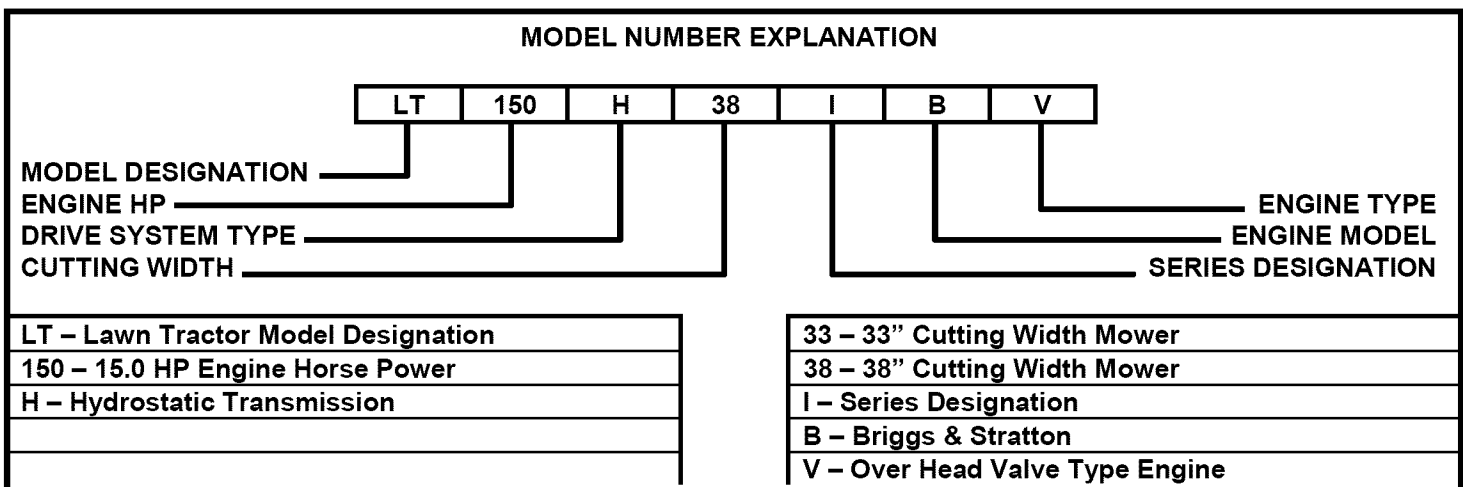 MODEL NUMBER EXPLANATION
LT 150 H 38 I B V
MODEL DESIGNATION
ENGINE HP
DRIVE SYSTEM TYPE
CUTTING WIDTH
ENGINE TYPE
ENGINE MODEL
SERIES DESIGNATION
LT – Lawn Tractor Model Designation
150 – 15.0 HP Engine Horse Power
H – Hydrostatic Transmission
33 – 33” Cutting Width Mower
38 – 38” Cutting Width Mower
I – Series Designation
B – Briggs & Stratton
V – Over Head Valve Type Engine